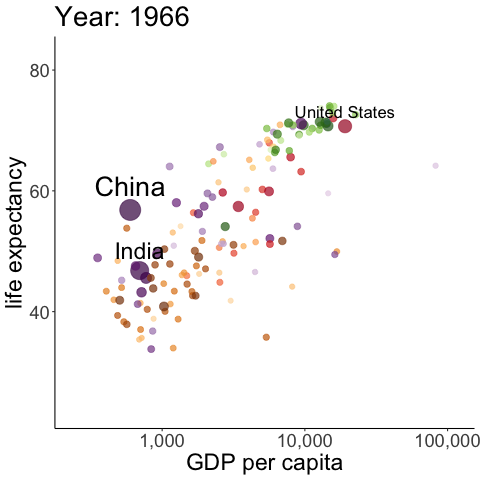 Year: 1966
80
United States
life expectancy
60
China
India
40
1,000
10,000
100,000
GDP per capita